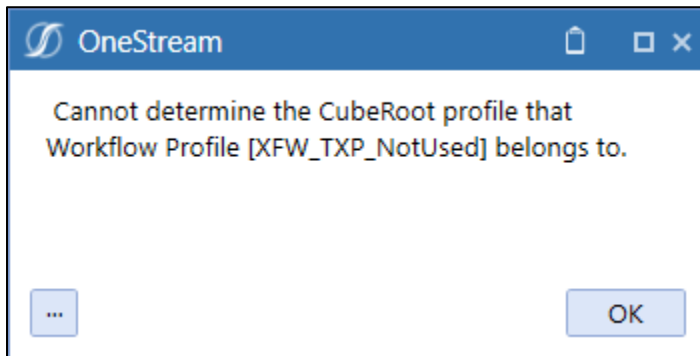 OneStream
Cannot determine the CubeRoot profile that
Workflow Profile [XFW_TXP_NotUsed] belongs to.
...
OK